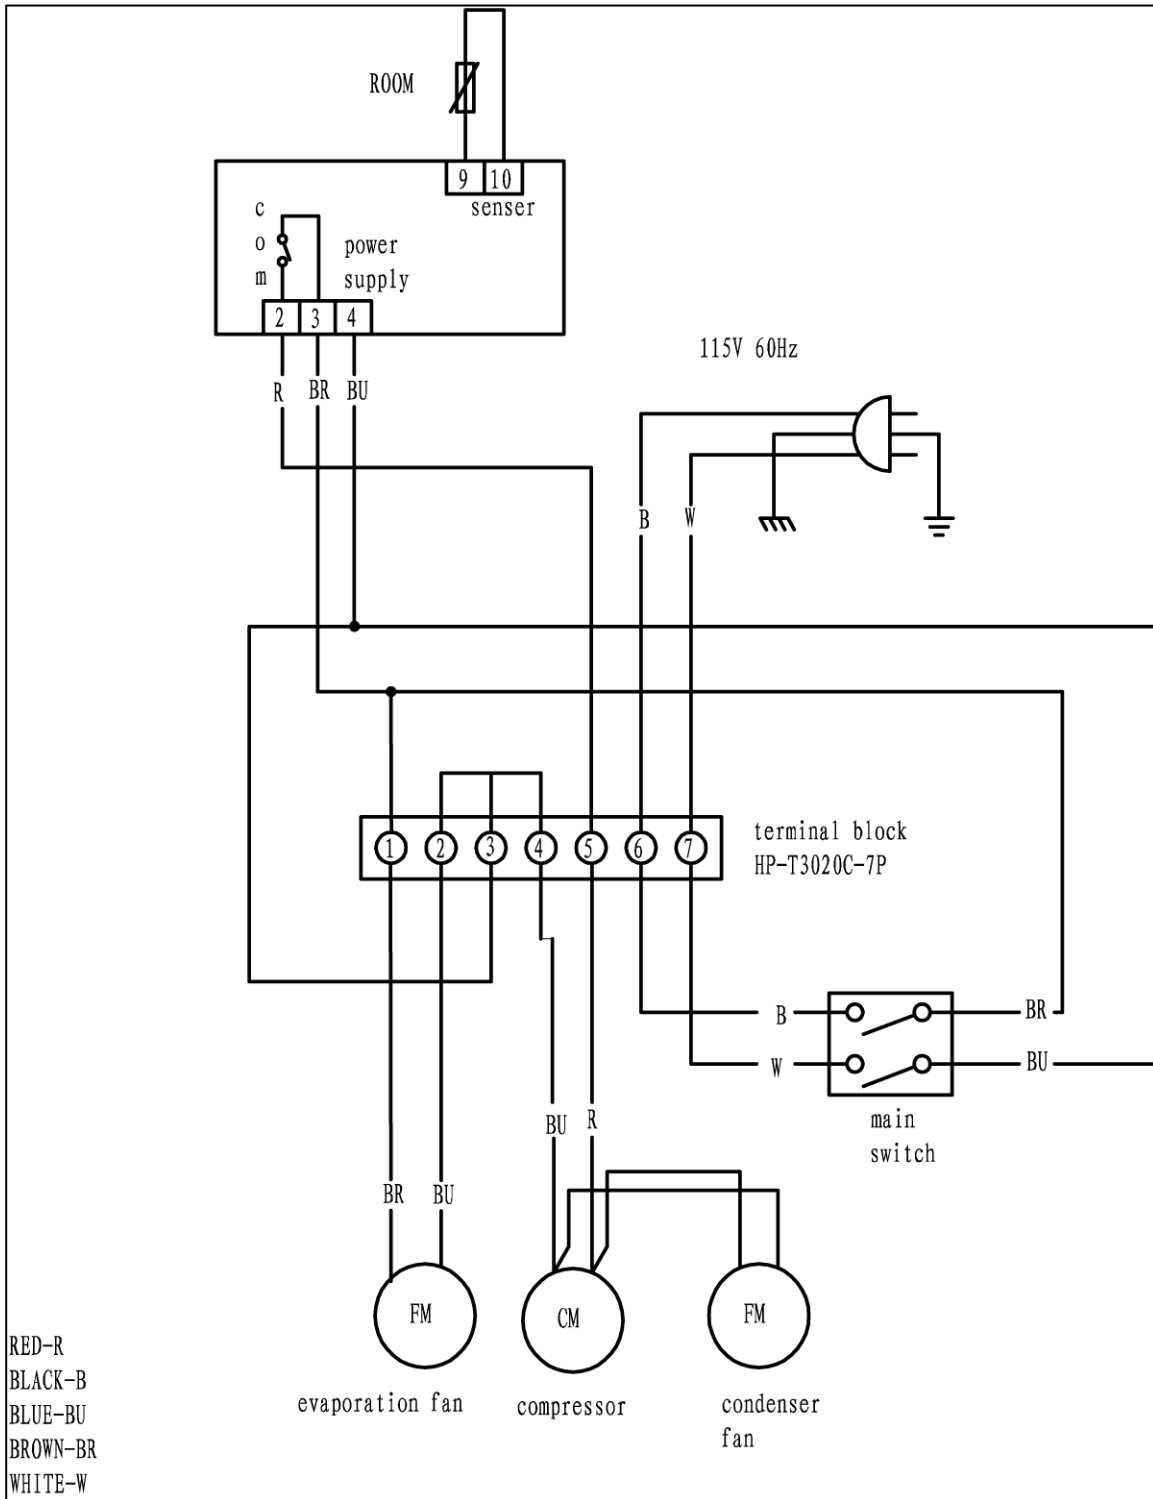 ROOM
9 10
senser
c
o
m
power
supply
2 3 4
115V 60Hz
R BR BU
B W
terminal block
HP-T3020C-7P
1 2 3 4 5 6 7
B BR
W BU
main
switch
BU R
BR BU
FM CM FM
evaporation fan
compressor
condenser
fan
RED-R
BLACK-B
BLUE-BU
BROWN-BR
WHITE-W